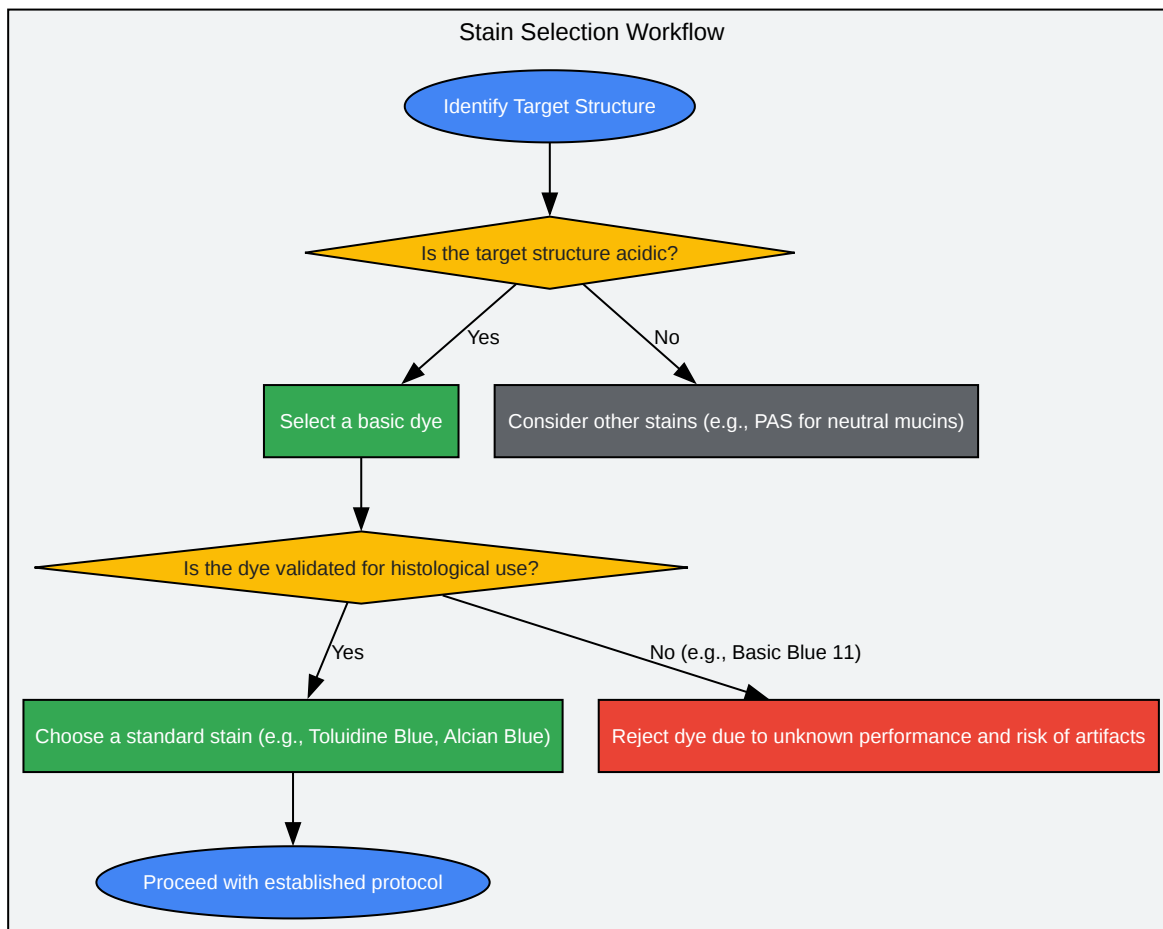 Stain Selection Workflow
Identify Target Structure
Is the target structure acidic?
Yes
No
Select a basic dye
Consider other stains (e.g., PAS for neutral mucins)
Is the dye validated for histological use?
Yes
No (e.g., Basic Blue 11)
Choose a standard stain (e.g., Toluidine Blue, Alcian Blue)
Reject dye due to unknown performance and risk of artifacts
Proceed with established protocol